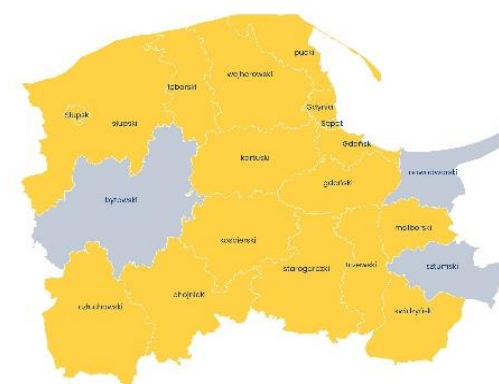 pucki
wejherowski
lęborski
Gdynia
Słupsk
słupski
Sopot
Gdańsk
kartuski
nowodworski
gdański
bytowski
malborski
kościerski
sztumski
starogardzki
tczewski
chojnicki
człuchowski
kwidzyński